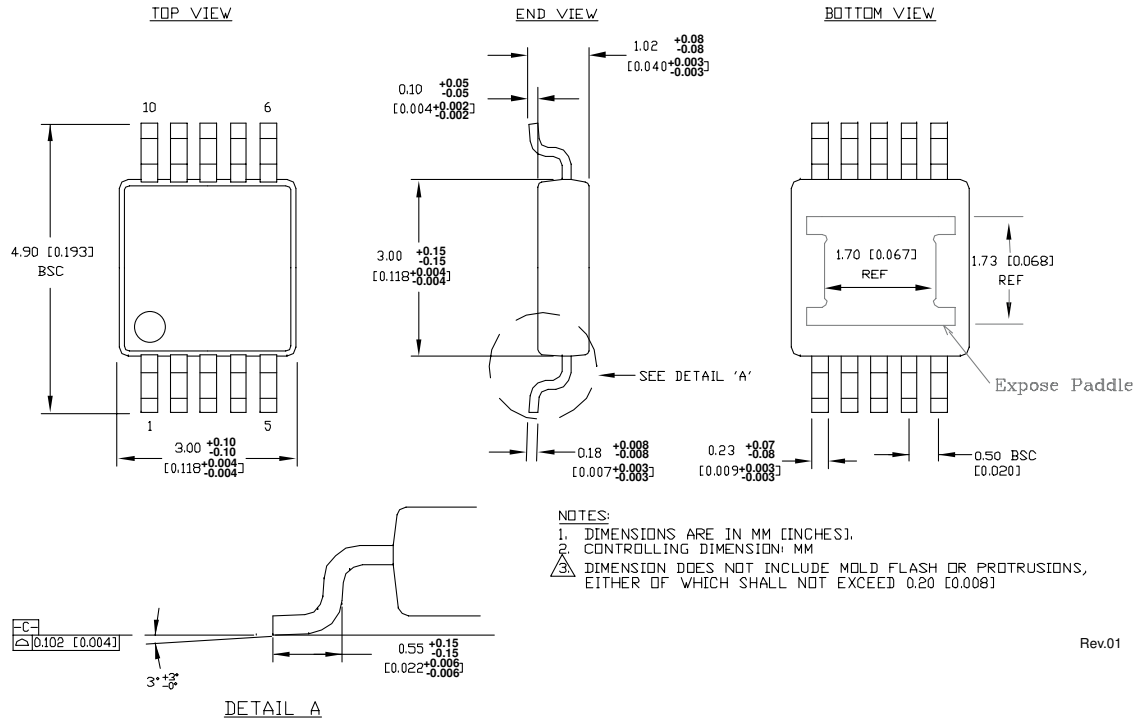 TOP VIEW
END VIEW
BOTTOM VIEW
10
6
4.90 [0.193]
BSC
1
5
3.00 +0.10 -0.10
[0.118+0.004 -0.004]
1.02 +0.08 -0.08
[0.040+0.003 -0.003]
0.10 +0.05 -0.05
[0.004+0.002 -0.002]
3.00 +0.15 -0.15
[0.118+0.004 -0.004]
SEE DETAIL 'A'
0.18 +0.008 -0.008
[0.007+0.003 -0.003]
1.70 [0.067]
REF
1.73 [0.068]
REF
Expose Paddle
0.23 +0.07 -0.08
[0.009+0.003 -0.003]
0.50 BSC
[0.020]
NOTES:
1. DIMENSIONS ARE IN MM [INCHES].
2. CONTROLLING DIMENSION: MM
3. DIMENSION DOES NOT INCLUDE MOLD FLASH OR PROTRUSIONS,
EITHER OF WHICH SHALL NOT EXCEED 0.20 [0.008]
-C-
0.102 [0.004]
3° +3° -0°
0.55 +0.15 -0.15
[0.022+0.006 -0.006]
DETAIL A
Rev.01